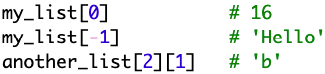 my_list[0]           # 16
my_list[-1]          # 'Hello'
another_list[2][1]   # 'b'